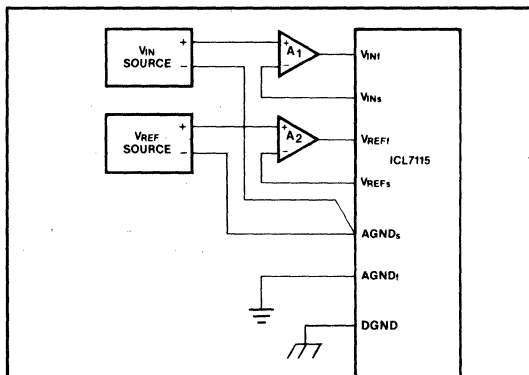 VIN
SOURCE
+
−
+
A1
−
VINf
VINs
VREF
SOURCE
+
−
+
A2
−
VREFf
ICL7115
VREFs
AGNDs
AGNDf
DGND